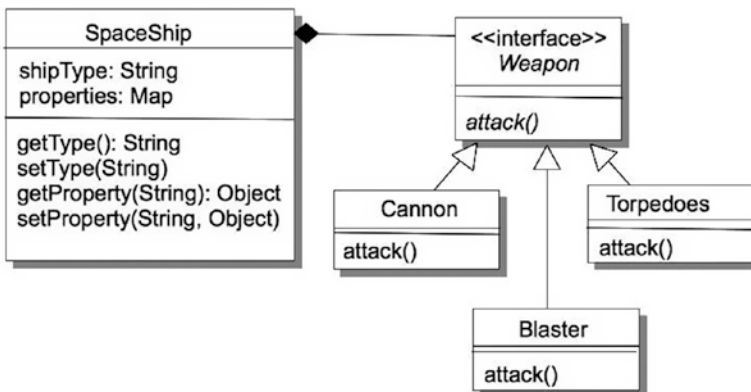 SpaceShip
shipType: String
properties: Map
getType(): String
setType(String)
getProperty(String): Object
setProperty(String, Object)
<<interface>>
Weapon
attack()
Cannon
attack()
Torpedoes
attack()
Blaster
attack()